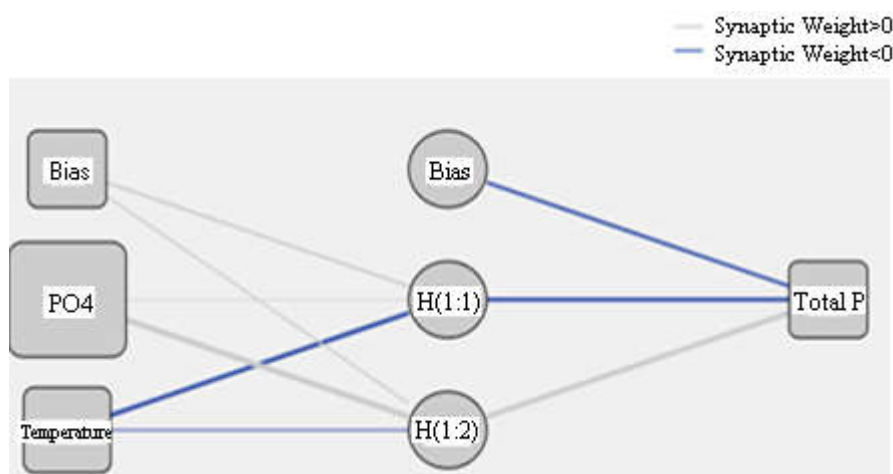 Synaptic Weight>0
Synaptic Weight<0
Bias
Bias
PO4
H(1:1)
Total P
Temperature
H(1:2)